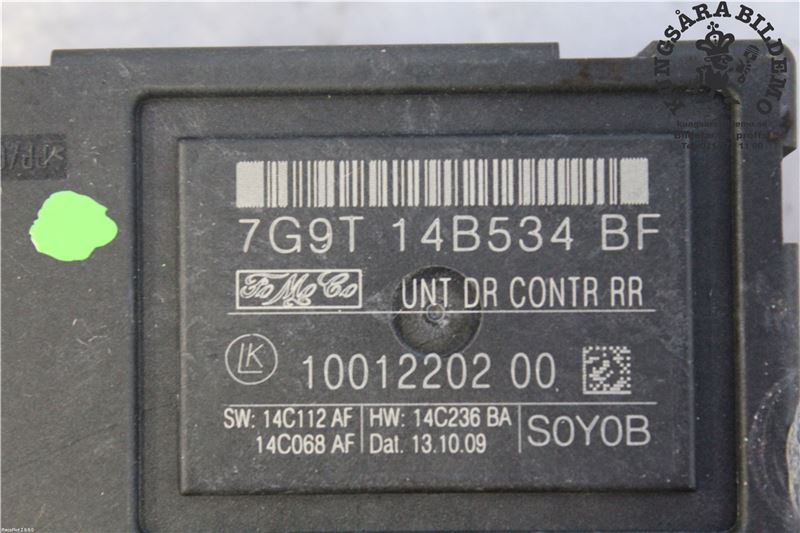 KUNGSÅRA BILDEMO
7G9T 14B534 BF
FoMoCo
UNT DR CONTR RR
LK
10012202 00
SW: 14C112 AF
14C068 AF
HW: 14C236 BA
Dat. 13.10.09
S0Y0B